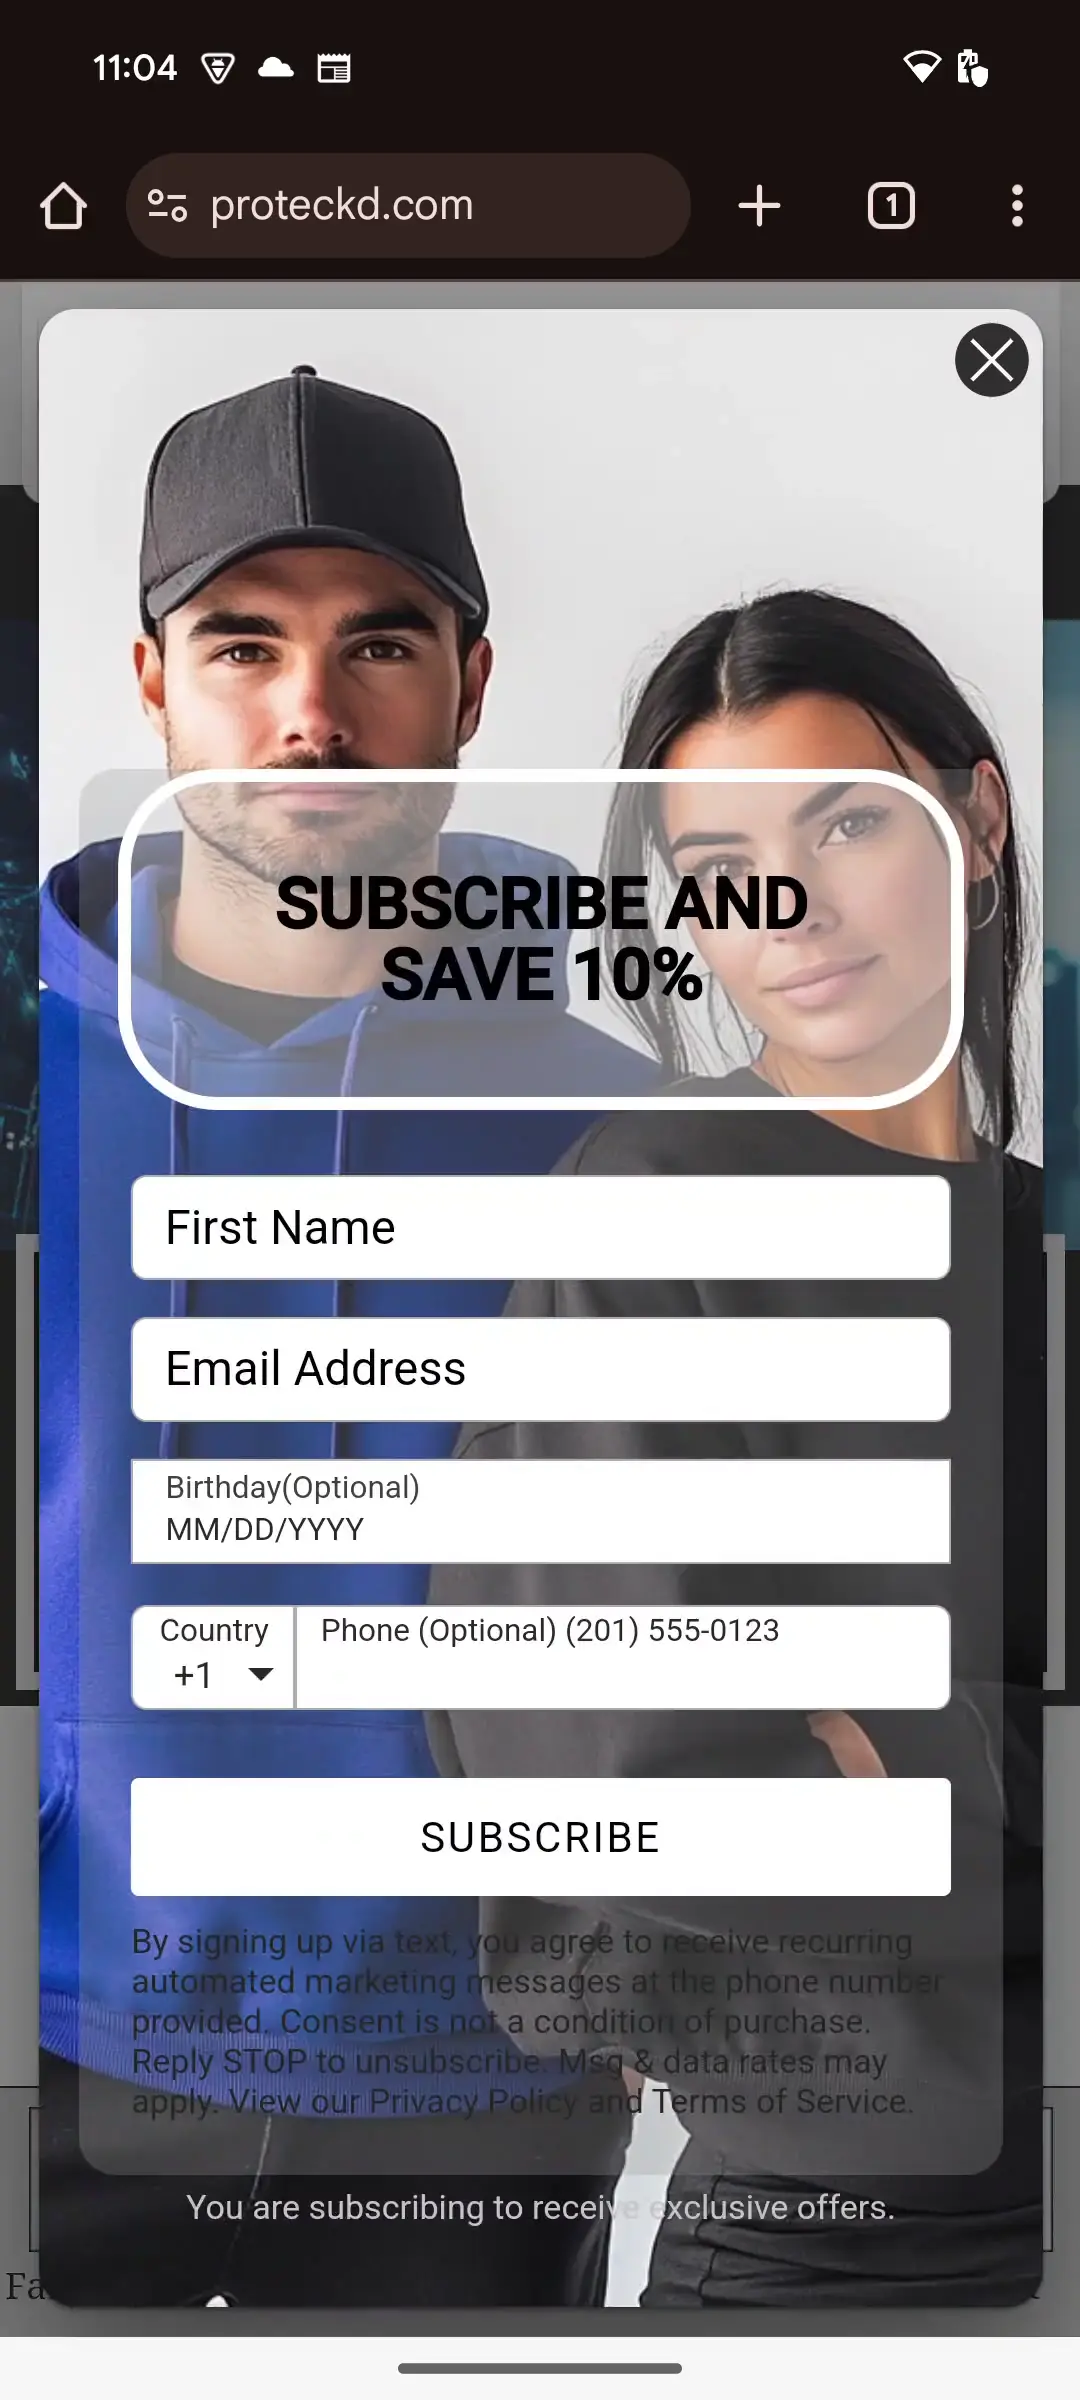 11:04
proteckd.com
1
SUBSCRIBE AND
SAVE 10%
First Name
Email Address
Birthday(Optional)
MM/DD/YYYY
Country
+1
Phone (Optional) (201) 555-0123
SUBSCRIBE
By signing up via text, you agree to receive recurring
automated marketing messages at the phone number
provided. Consent is not a condition of purchase.
Reply STOP to unsubscribe. Msg & data rates may
apply. View our Privacy Policy and Terms of Service.
You are subscribing to receive exclusive offers.